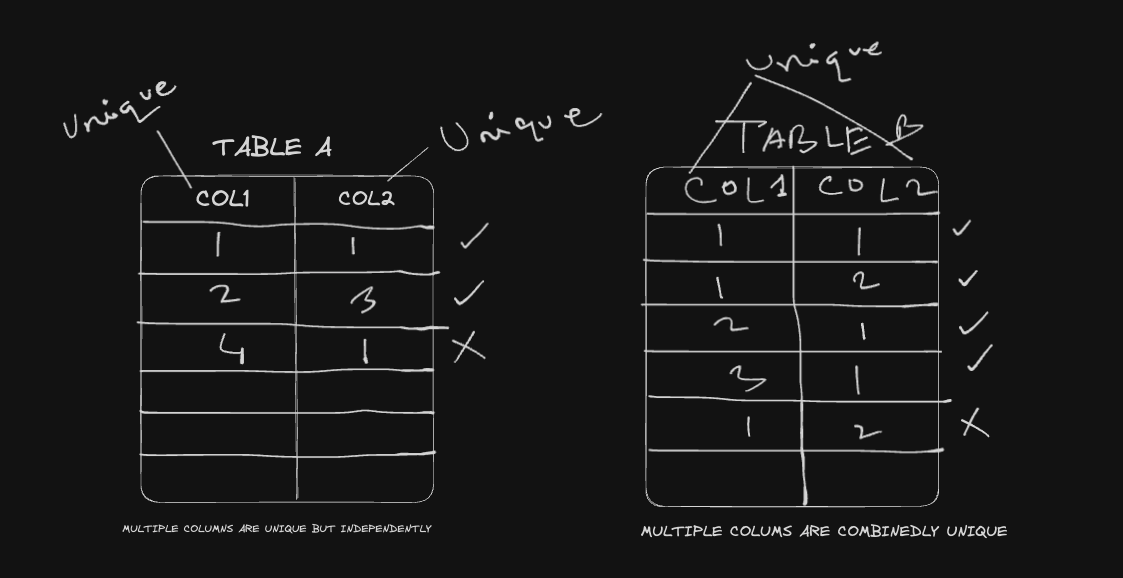 Unique
TABLE A
Unique
COL1 COL2
1 1 ✓
2 3 ✓
4 1 X
MULTIPLE COLUMNS ARE UNIQUE BUT INDEPENDENTLY
Unique
TABLE B
COL1 COL2
1 1 ✓
1 2 ✓
2 1 ✓
3 1 ✓
1 2 X
MULTIPLE COLUMS ARE COMBINEDLY UNIQUE